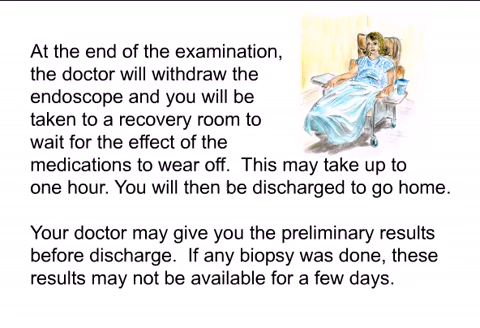 At the end of the examination,
the doctor will withdraw the
endoscope and you will be
taken to a recovery room to
wait for the effect of the
medications to wear off.  This may take up to
one hour. You will then be discharged to go home.
Your doctor may give you the preliminary results
before discharge.  If any biopsy was done, these
results may not be available for a few days.